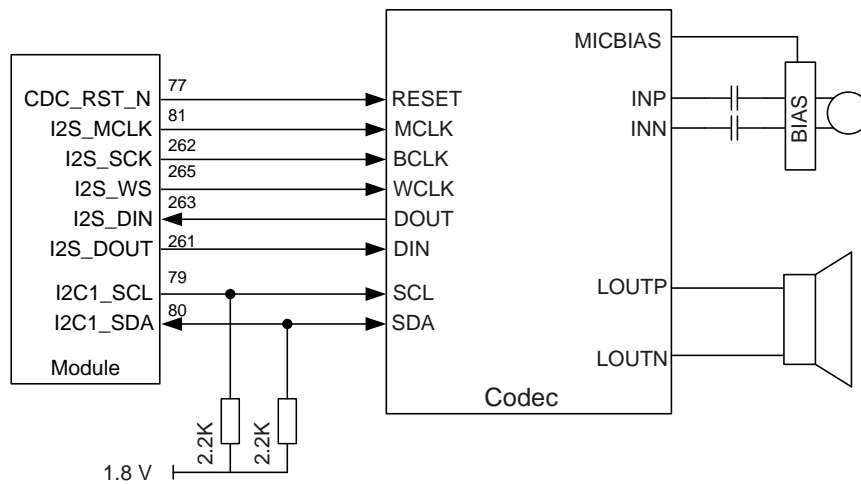 MICBIAS
77
CDC_RST_N
RESET
INP
81
I2S_MCLK
MCLK
INN
BIAS
262
I2S_SCK
BCLK
265
I2S_WS
WCLK
263
I2S_DIN
DOUT
261
I2S_DOUT
DIN
79
I2C1_SCL
SCL
LOUTP
80
I2C1_SDA
SDA
LOUTN
Module
Codec
2.2K
2.2K
1.8 V